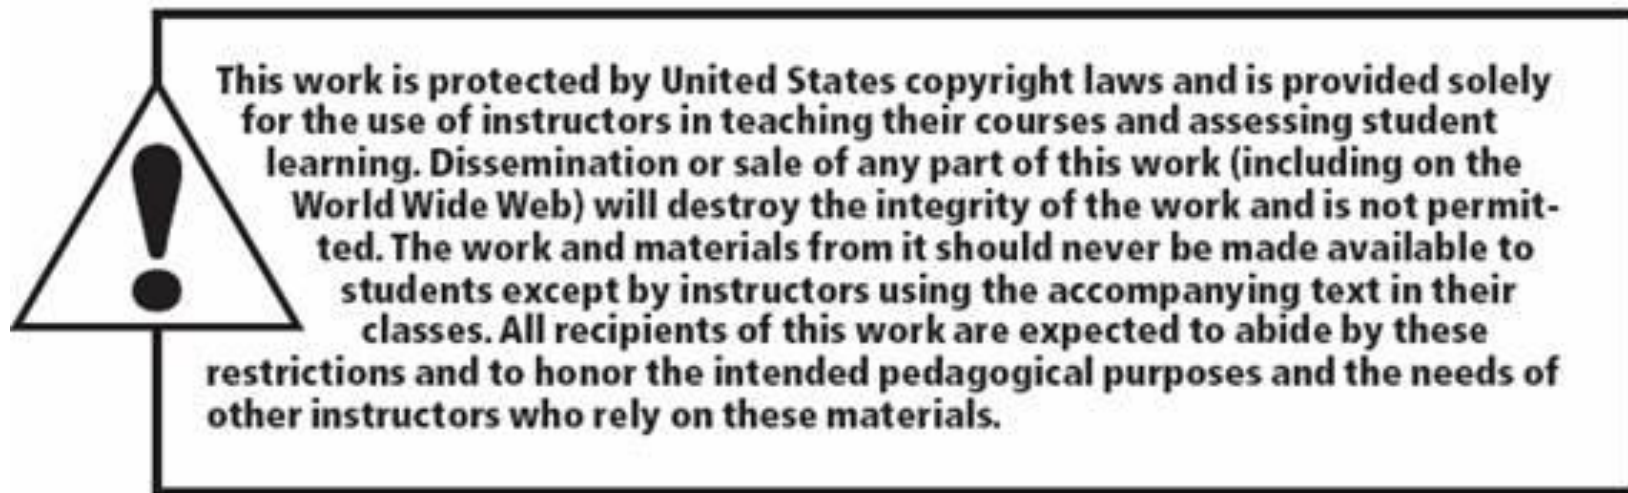 This work is protected by United States copyright laws and is provided solely
for the use of instructors in teaching their courses and assessing student
learning. Dissemination or sale of any part of this work (including on the
World Wide Web) will destroy the integrity of the work and is not permit-
ted. The work and materials from it should never be made available to
students except by instructors using the accompanying text in their
classes. All recipients of this work are expected to abide by these
restrictions and to honor the intended pedagogical purposes and the needs of
other instructors who rely on these materials.